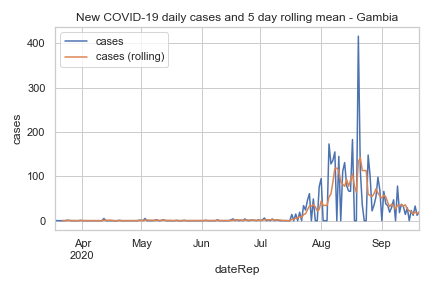 New COVID-19 daily cases and 5 day rolling mean - Gambia
cases
cases (rolling)
400
300
200
100
0
cases
Apr
2020
May
Jun
Jul
Aug
Sep
dateRep